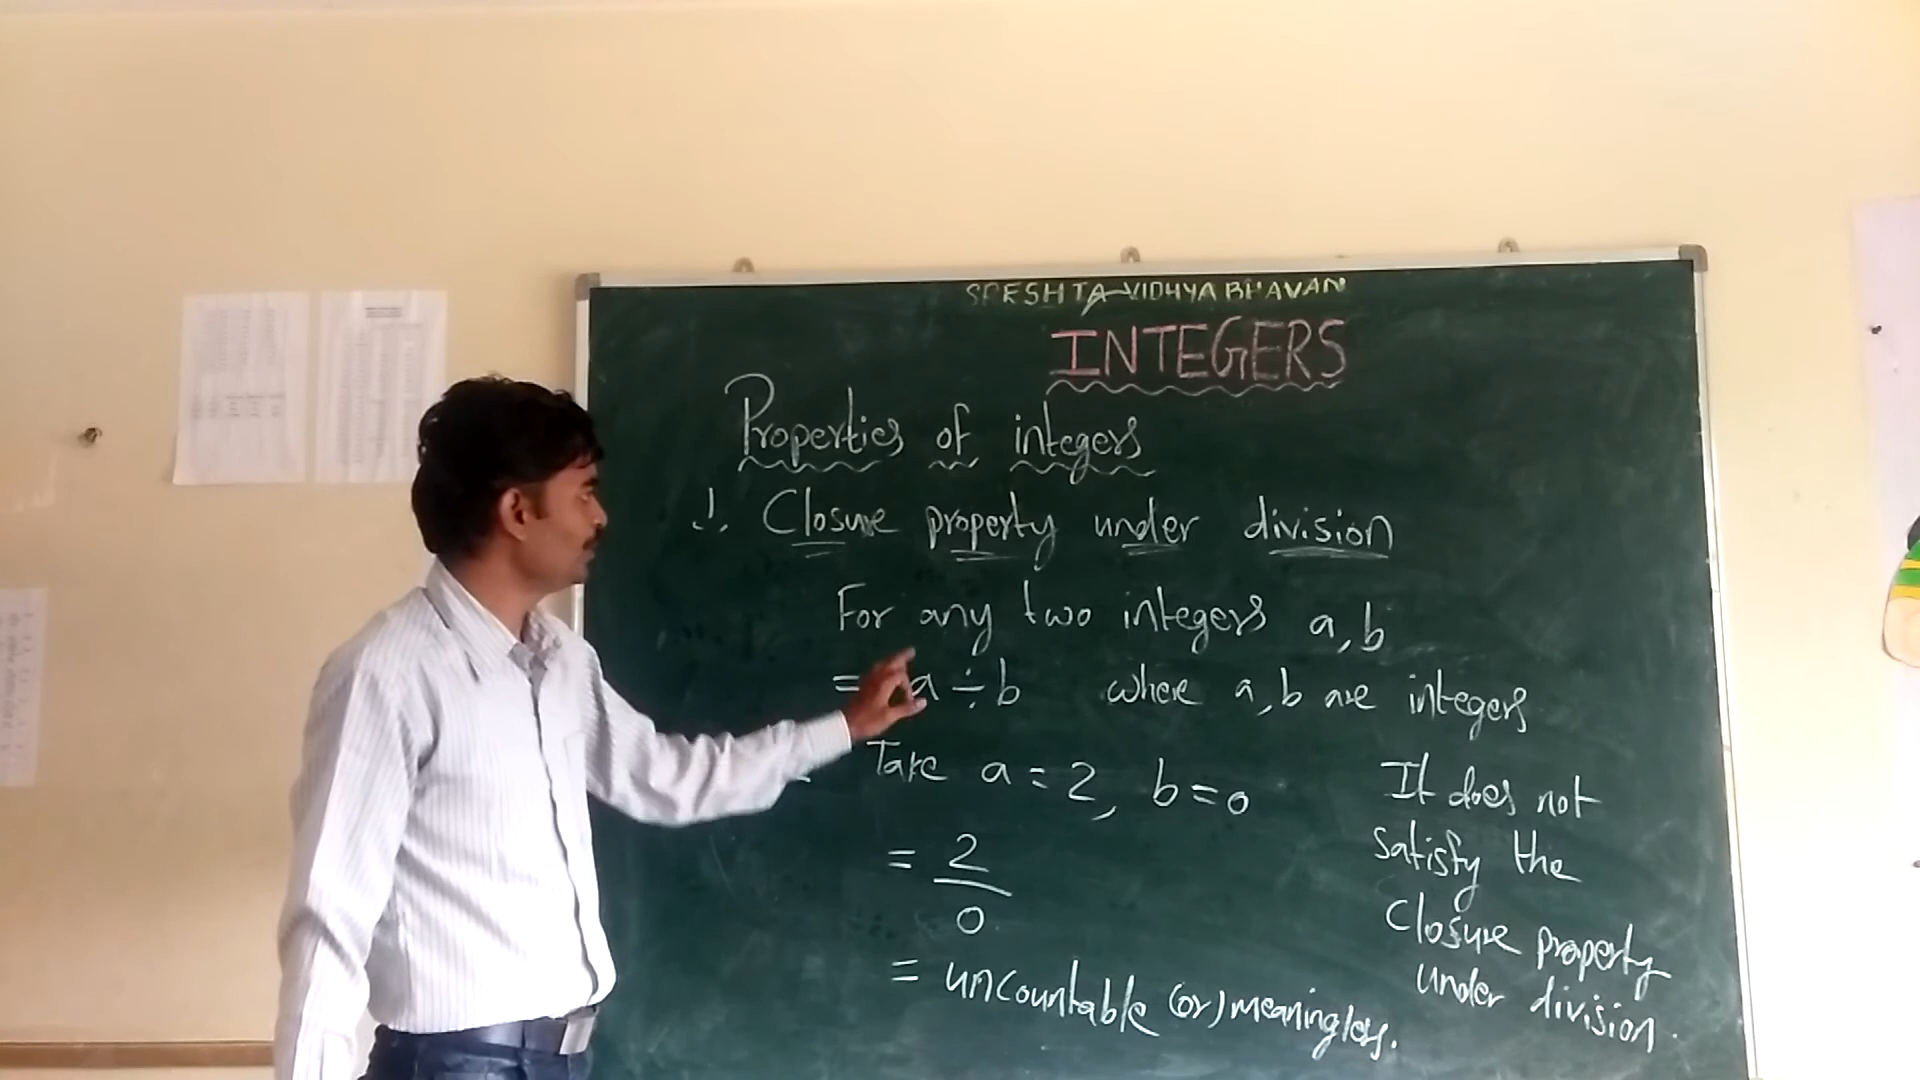 SRESHTA VIDHYA BHAVAN
INTEGERS
Properties of integers
1. Closure property under division
For any two integers a, b
= a ÷ b where a, b are integers
Take a = 2, b = 0
= 2
0
= uncountable (or) meaningless.
It does not
satisfy the
Closure property
under division.